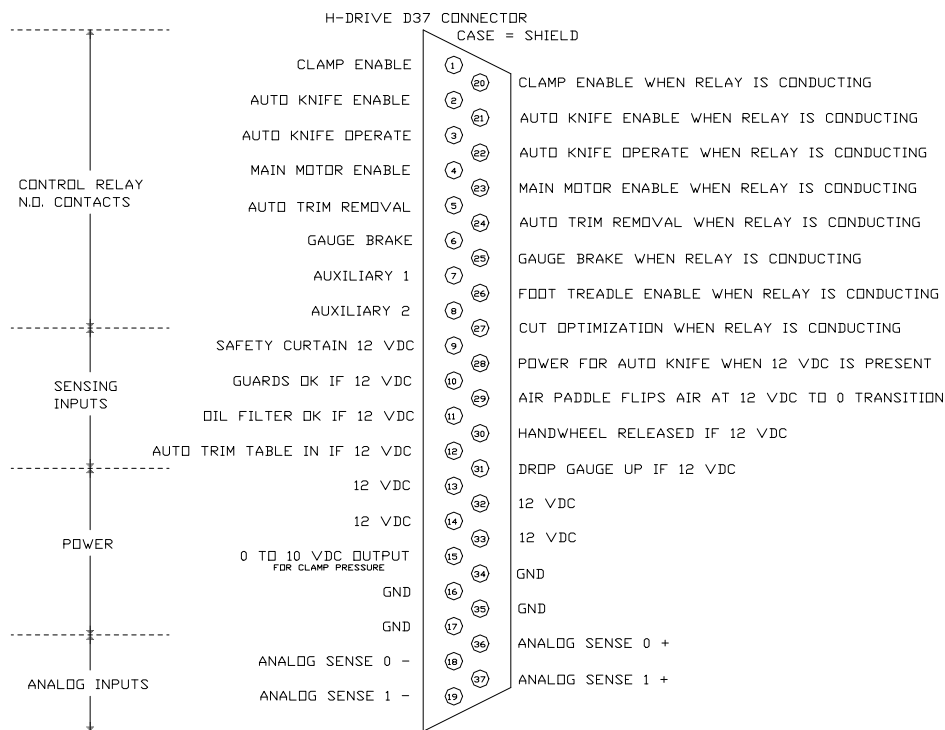 H-DRIVE D37 CONNECTOR
CASE = SHIELD
CONTROL RELAY
N.O. CONTACTS
SENSING
INPUTS
POWER
ANALOG INPUTS
CLAMP ENABLE 1
20 CLAMP ENABLE WHEN RELAY IS CONDUCTING
AUTO KNIFE ENABLE 2
21 AUTO KNIFE ENABLE WHEN RELAY IS CONDUCTING
AUTO KNIFE OPERATE 3
22 AUTO KNIFE OPERATE WHEN RELAY IS CONDUCTING
MAIN MOTOR ENABLE 4
23 MAIN MOTOR ENABLE WHEN RELAY IS CONDUCTING
AUTO TRIM REMOVAL 5
24 AUTO TRIM REMOVAL WHEN RELAY IS CONDUCTING
GAUGE BRAKE 6
25 GAUGE BRAKE WHEN RELAY IS CONDUCTING
AUXILIARY 1 7
26 FOOT TREADLE ENABLE WHEN RELAY IS CONDUCTING
AUXILIARY 2 8
27 CUT OPTIMIZATION WHEN RELAY IS CONDUCTING
SAFETY CURTAIN 12 VDC 9
28 POWER FOR AUTO KNIFE WHEN 12 VDC IS PRESENT
GUARDS OK IF 12 VDC 10
29 AIR PADDLE FLIPS AIR AT 12 VDC TO 0 TRANSITION
OIL FILTER OK IF 12 VDC 11
30 HANDWHEEL RELEASED IF 12 VDC
AUTO TRIM TABLE IN IF 12 VDC 12
31 DROP GAUGE UP IF 12 VDC
12 VDC 13
32 12 VDC
12 VDC 14
33 12 VDC
0 TO 10 VDC OUTPUT 15
FOR CLAMP PRESSURE
34 GND
GND 16
35 GND
GND 17
36 ANALOG SENSE 0 +
ANALOG SENSE 0 - 18
37 ANALOG SENSE 1 +
ANALOG SENSE 1 - 19